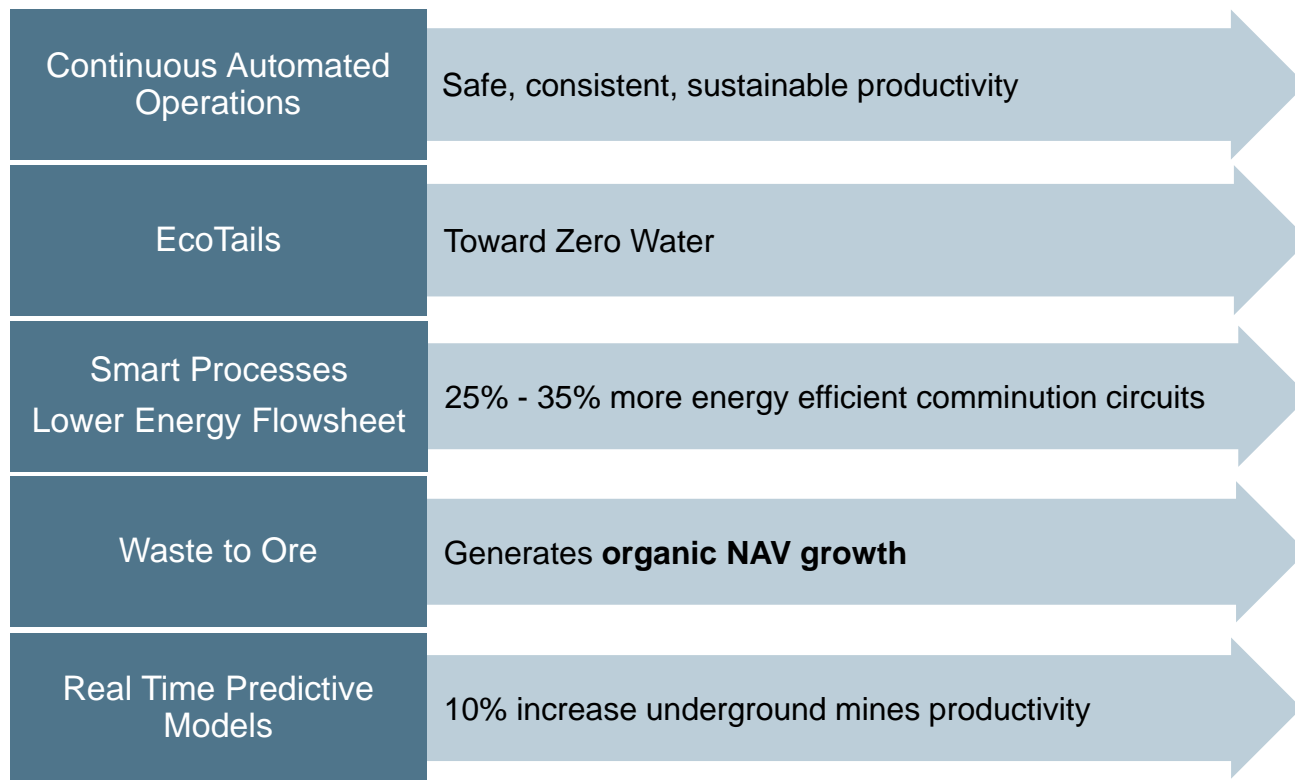 Continuous Automated
Operations
Safe, consistent, sustainable productivity
EcoTails
Toward Zero Water
Smart Processes
Lower Energy Flowsheet
25% - 35% more energy efficient comminution circuits
Waste to Ore
Generates organic NAV growth
Real Time Predictive
Models
10% increase underground mines productivity